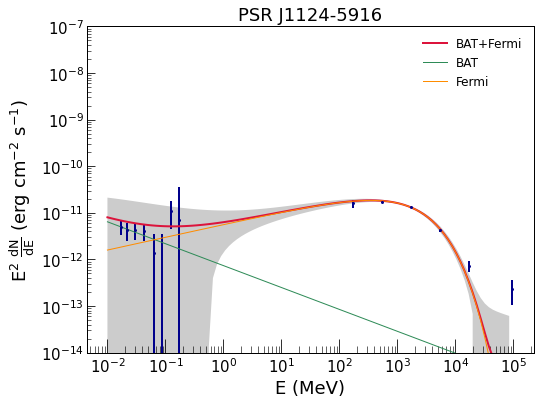 PSR J1124-5916
BAT+Fermi
BAT
Fermi
E² dN/dE (erg cm⁻² s⁻¹)
10⁻⁷
10⁻⁸
10⁻⁹
10⁻¹⁰
10⁻¹¹
10⁻¹²
10⁻¹³
10⁻¹⁴
10⁻² 10⁻¹ 10⁰ 10¹ 10² 10³ 10⁴ 10⁵
E (MeV)